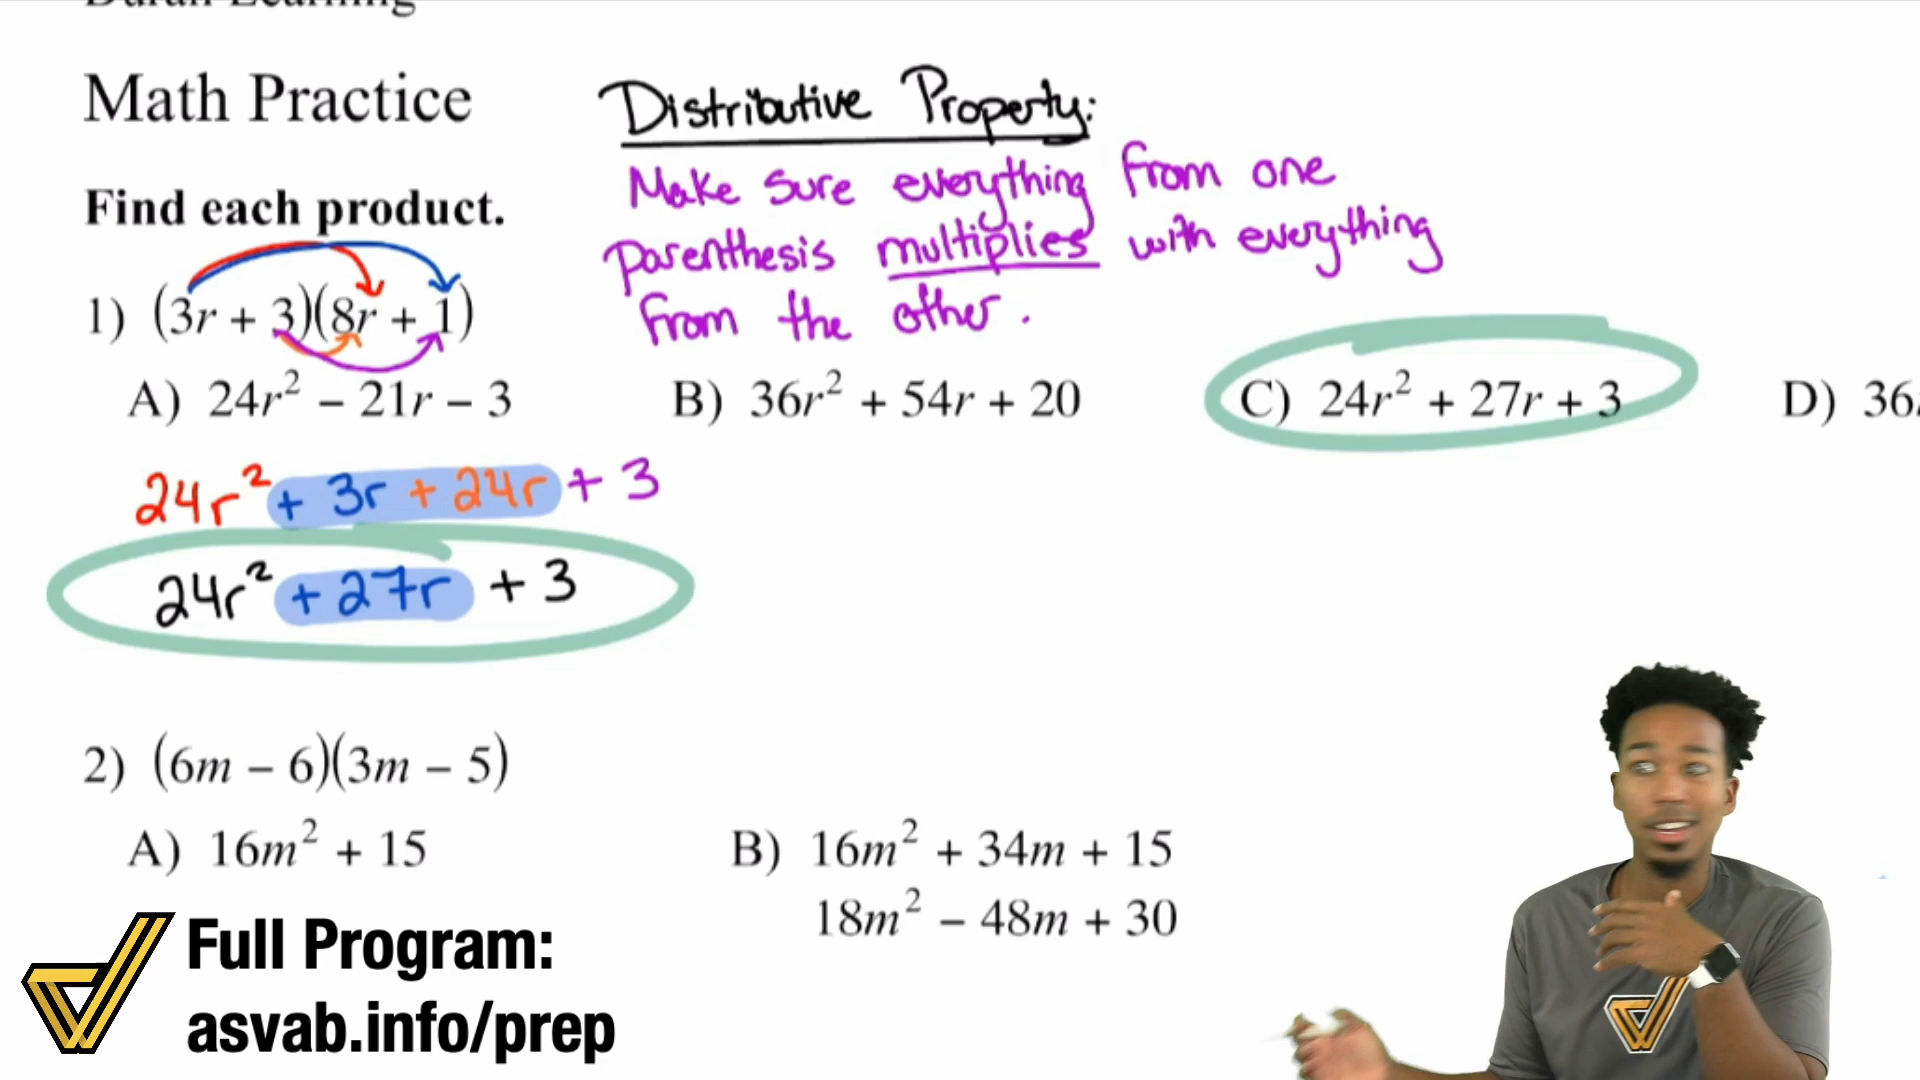 Duran Learning
Math Practice
Distributive Property:
Make sure everything from one
parenthesis multiplies with everything
from the other.
Find each product.
1) (3r + 3)(8r + 1)
A) 24r² – 21r – 3 B) 36r² + 54r + 20 C) 24r² + 27r + 3 D) 36
24r² + 3r + 24r + 3
24r² + 27r + 3
2) (6m – 6)(3m – 5)
A) 16m² + 15 B) 16m² + 34m + 15
18m² – 48m + 30
Full Program:
asvab.info/prep